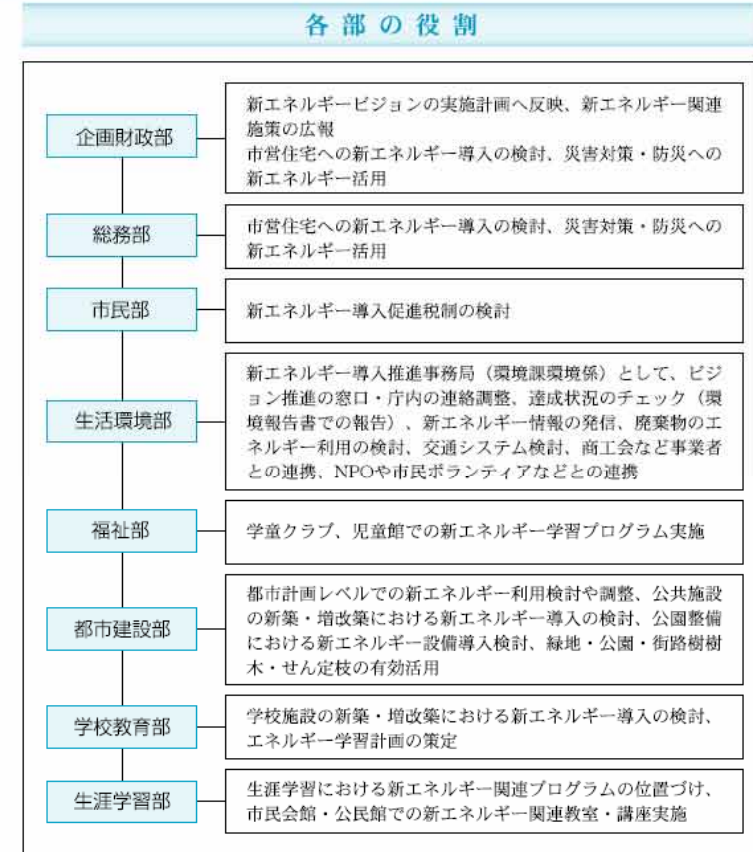 各部の役割
企画財政部
新エネルギービジョンの実施計画へ反映、新エネルギー関連
施策の広報
市営住宅への新エネルギー導入の検討、災害対策・防災への
新エネルギー活用
総務部
市営住宅への新エネルギー導入の検討、災害対策・防災への
新エネルギー活用
市民部
新エネルギー導入促進税制の検討
生活環境部
新エネルギー導入推進事務局（環境課環境係）として、ビジ
ョン推進の窓口・庁内の連絡調整、達成状況のチェック（環
境報告書での報告）、新エネルギー情報の発信、廃棄物のエ
ネルギー利用の検討、交通システム検討、商工会など事業者
との連携、NPOや市民ボランティアなどとの連携
福祉部
学童クラブ、児童館での新エネルギー学習プログラム実施
都市建設部
都市計画レベルでの新エネルギー利用検討や調整、公共施設
の新築・増改築における新エネルギー導入の検討、公園整備
における新エネルギー設備導入検討、緑地・公園・街路樹樹
木・せん定枝の有効活用
学校教育部
学校施設の新築・増改築における新エネルギー導入の検討、
エネルギー学習計画の策定
生涯学習部
生涯学習における新エネルギー関連プログラムの位置づけ、
市民会館・公民館での新エネルギー関連教室・講座実施